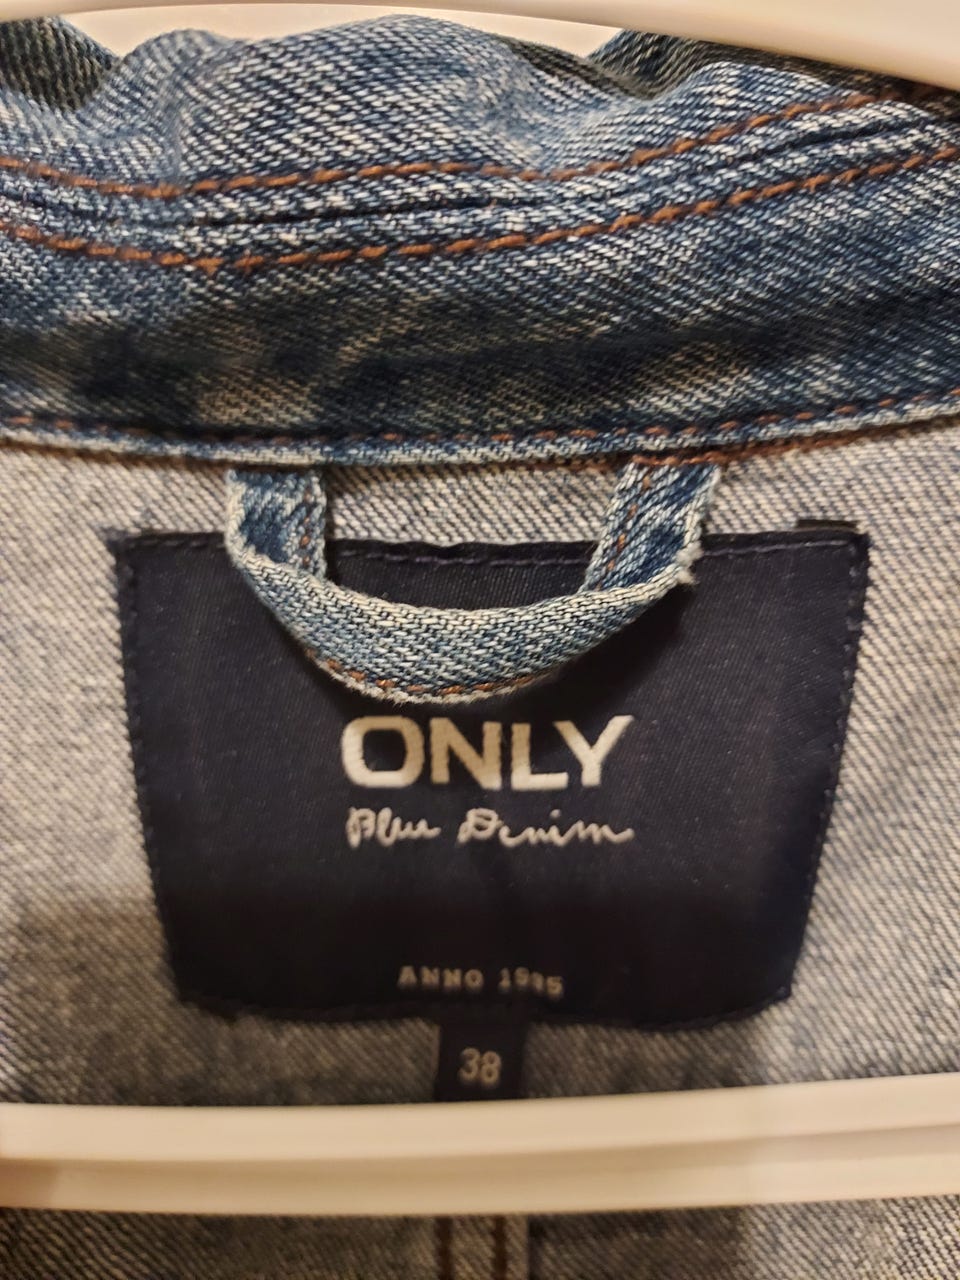 ONLY
Blue Denim
ANNO 1995
38